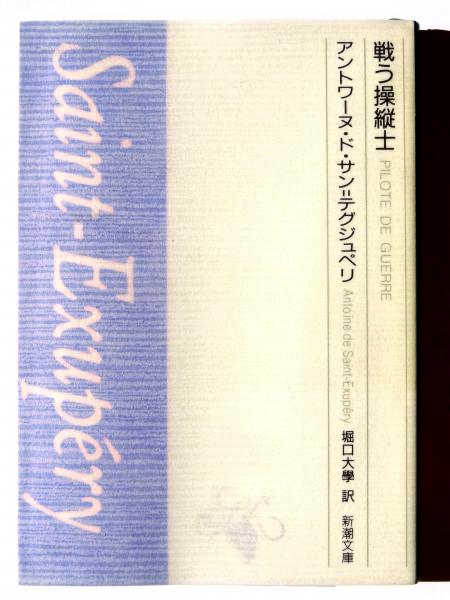 戦う操縦士 PILOTE DE GUERRE
アントワーヌ・ド・サン=テグジュペリ Antoine de Saint-Exupéry 堀口大學 訳 新潮文庫
Saint-Exupéry